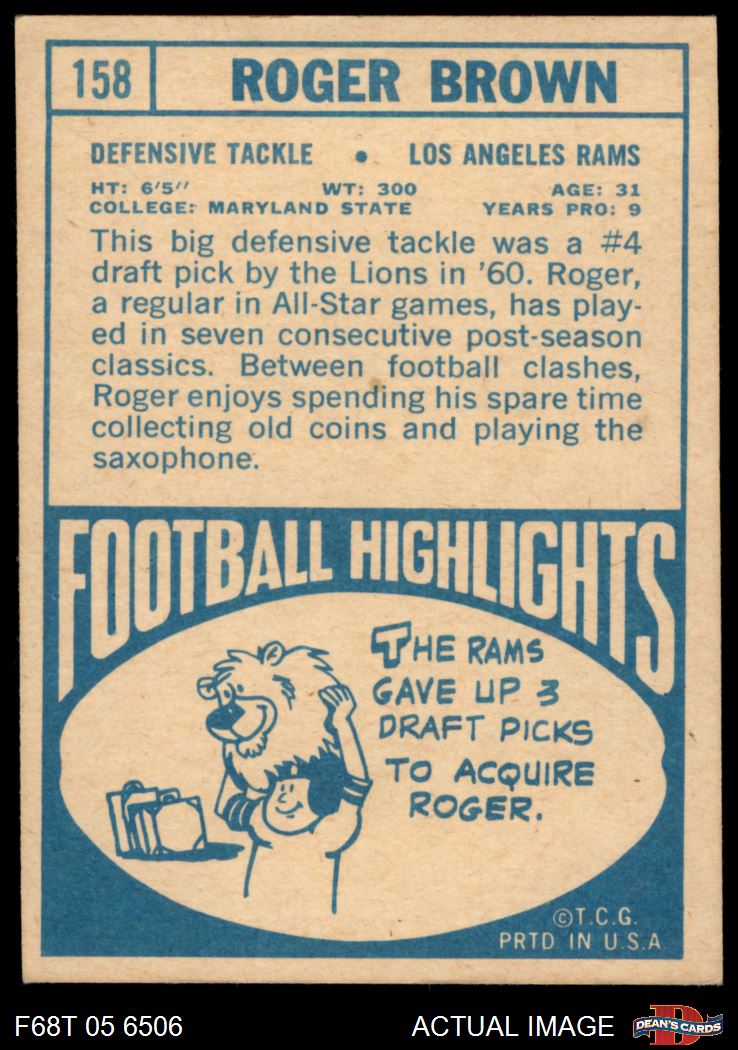 158 ROGER BROWN
DEFENSIVE TACKLE • LOS ANGELES RAMS
HT: 6'5'' WT: 300 AGE: 31
COLLEGE: MARYLAND STATE YEARS PRO: 9
This big defensive tackle was a #4
draft pick by the Lions in '60. Roger,
a regular in All-Star games, has play-
ed in seven consecutive post-season
classics. Between football clashes,
Roger enjoys spending his spare time
collecting old coins and playing the
saxophone.
FOOTBALL HIGHLIGHTS
THE RAMS
GAVE UP 3
DRAFT PICKS
TO ACQUIRE
ROGER.
©T.C.G.
PRTD. IN U.S.A.
F68T 05 6506 ACTUAL IMAGE DEAN'S CARDS